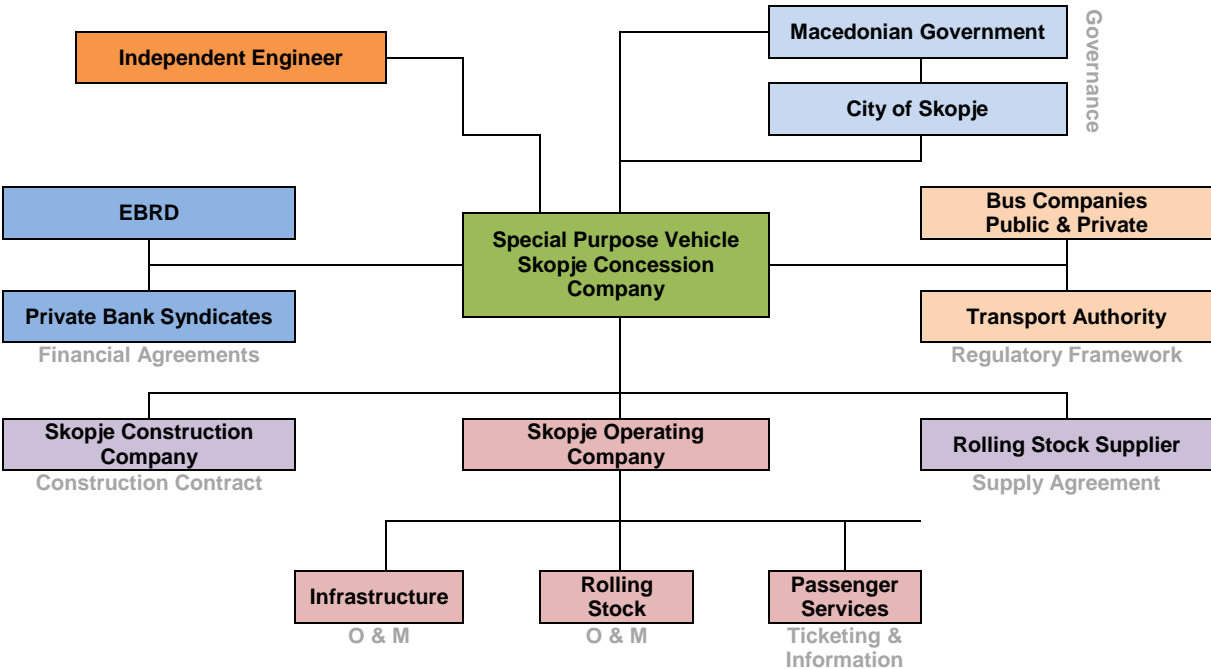 Macedonian Government
Governance
Independent Engineer
City of Skopje
EBRD
Bus Companies
Public & Private
Special Purpose Vehicle
Skopje Concession
Company
Private Bank Syndicates
Transport Authority
Financial Agreements
Regulatory Framework
Skopje Construction
Company
Skopje Operating
Company
Rolling Stock Supplier
Construction Contract
Supply Agreement
Infrastructure
Rolling
Stock
Passenger
Services
O & M
O & M
Ticketing &
Information